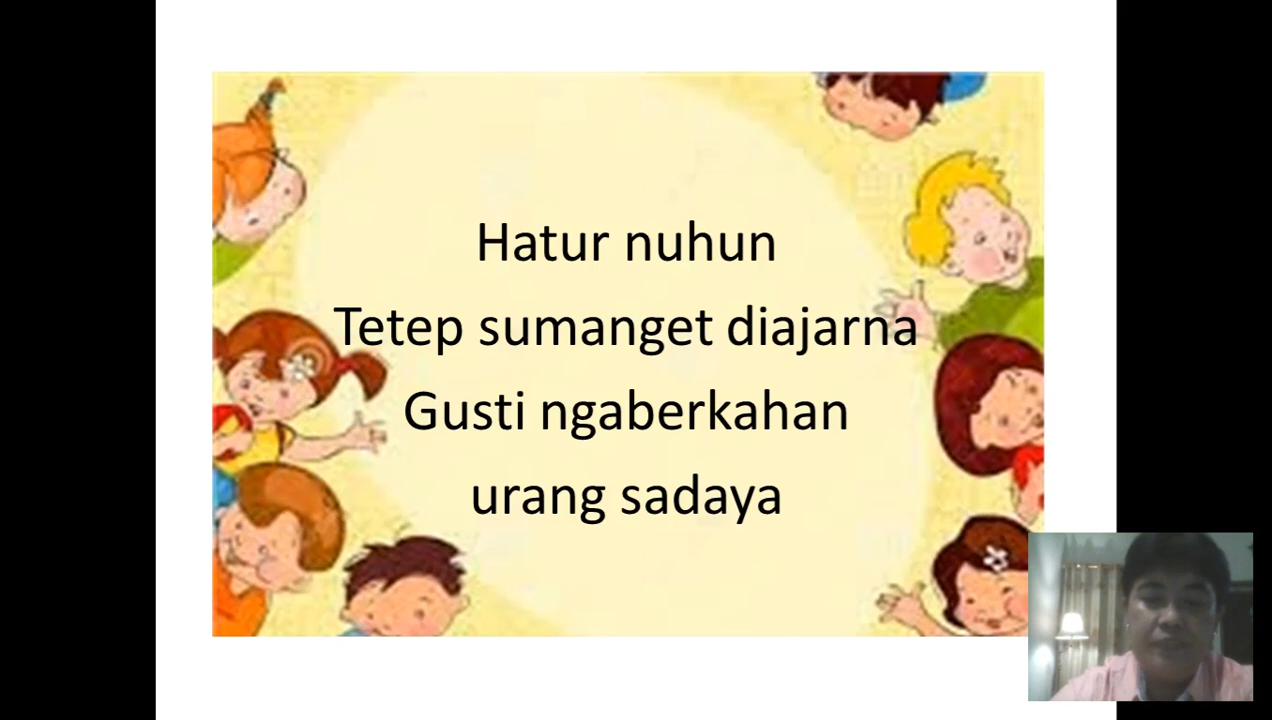 Hatur nuhun
Tetep sumanget diajarna
Gusti ngaberkahan
urang sadaya